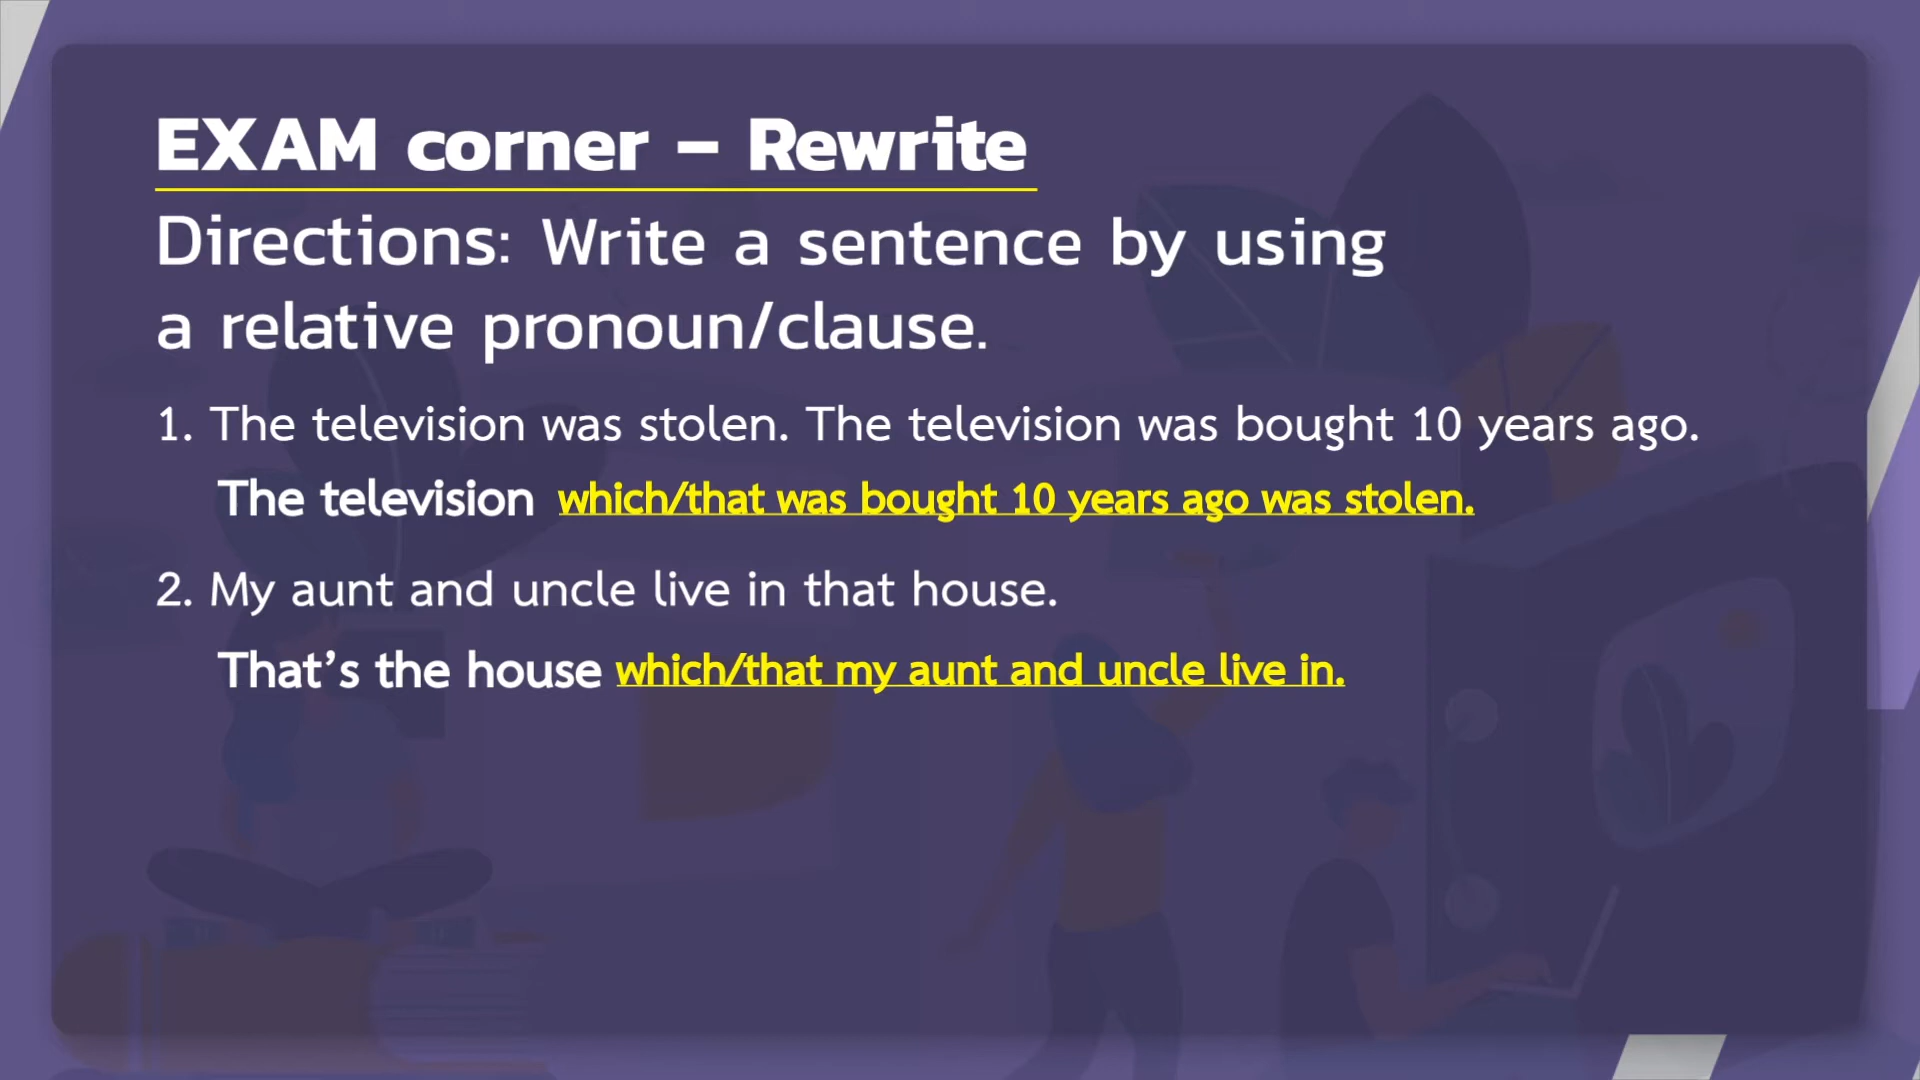 EXAM corner – Rewrite
Directions: Write a sentence by using
a relative pronoun/clause.
1. The television was stolen. The television was bought 10 years ago.
The television which/that was bought 10 years ago was stolen.
2. My aunt and uncle live in that house.
That’s the house which/that my aunt and uncle live in.